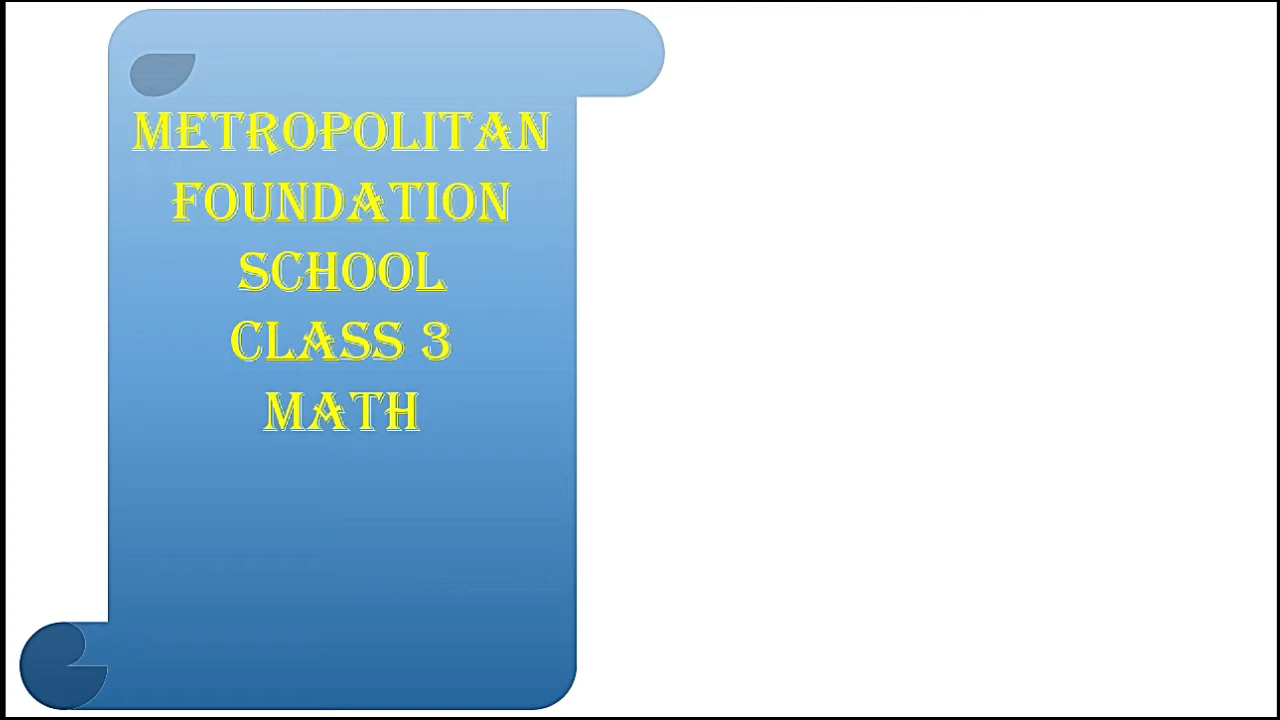 METROPOLITAN
FOUNDATION
SCHOOL
CLASS 3
MATH